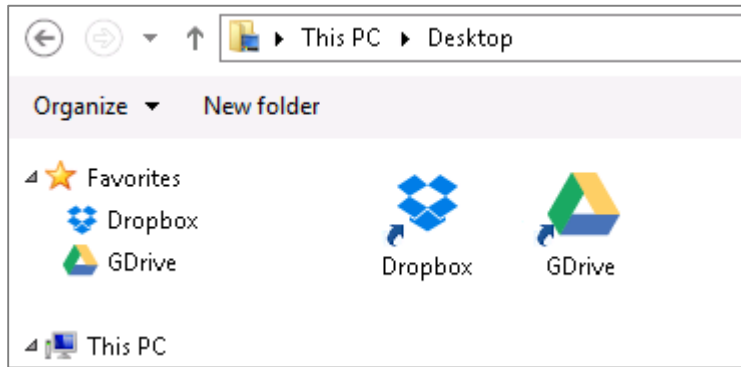 This PC Desktop
Organize New folder
Favorites
Dropbox
GDrive
Dropbox GDrive
This PC